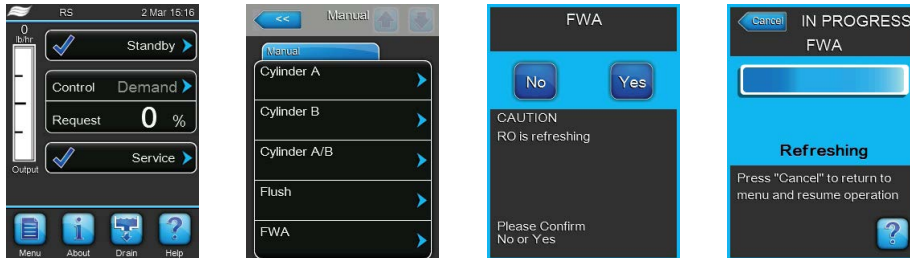 RS 2 Mar 15:16
0
lb/hr
Standby
Control Demand
Request 0 %
Service
Output
Menu About Drain Help
<< Manual
Manual
Cylinder A
Cylinder B
Cylinder A/B
Flush
FWA
FWA
No Yes
CAUTION
RO is refreshing
Please Confirm
No or Yes
Cancel IN PROGRESS
FWA
Refreshing
Press "Cancel" to return to
menu and resume operation
?